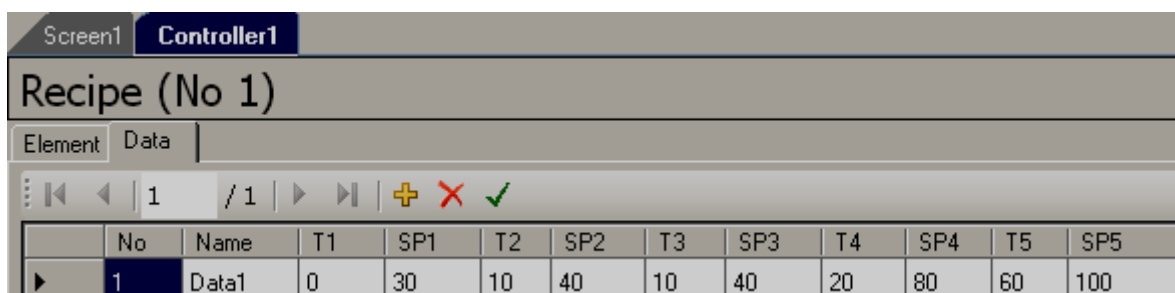 Screen1 Controller1
Recipe (No 1)
Element Data
1 / 1
No Name T1 SP1 T2 SP2 T3 SP3 T4 SP4 T5 SP5
1 Data1 0 30 10 40 10 40 20 80 60 100